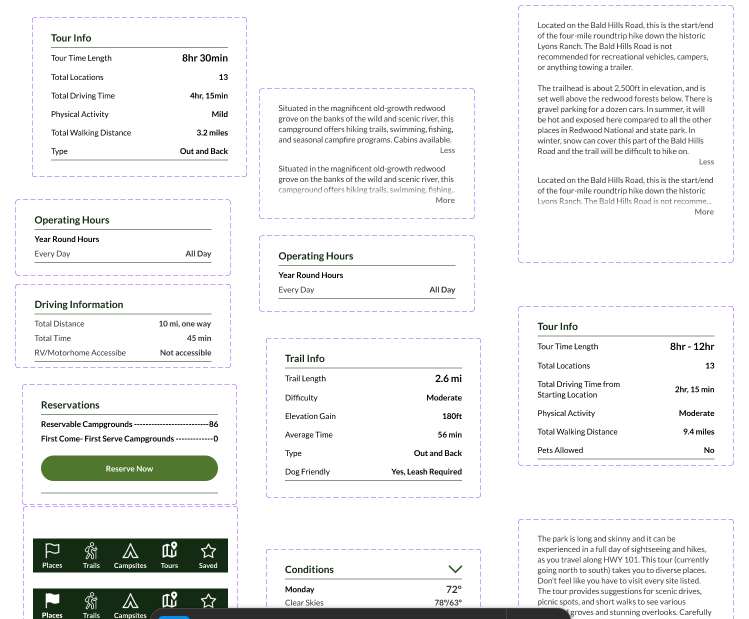 Tour Info
Tour Time Length 8hr 30min
Total Locations 13
Total Driving Time 4hr, 15min
Physical Activity Mild
Total Walking Distance 3.2 miles
Type Out and Back
Operating Hours
Year Round Hours
Every Day All Day
Driving Information
Total Distance 10 mi, one way
Total Time 45 min
RV/Motorhome Accessibe Not accessible
Reservations
Reservable Campgrounds --------------------------86
First Come- First Serve Campgrounds -------------0
Reserve Now
Places Trails Campsites Tours Saved
Places Trails Campsites
Situated in the magnificent old-growth redwood
grove on the banks of the wild and scenic river, this
campground offers hiking trails, swimming, fishing,
and seasonal campfire programs. Cabins available.
Less
Situated in the magnificent old-growth redwood
grove on the banks of the wild and scenic river, this
campground offers hiking trails, swimming, fishing..
More
Operating Hours
Year Round Hours
Every Day All Day
Trail Info
Trail Length 2.6 mi
Difficulty Moderate
Elevation Gain 180ft
Average Time 56 min
Type Out and Back
Dog Friendly Yes, Leash Required
Conditions
Monday 72°
Clear Skies 78°/63°
Located on the Bald Hills Road, this is the start/end
of the four-mile roundtrip hike down the historic
Lyons Ranch. The Bald Hills Road is not
recommended for recreational vehicles, campers,
or anything towing a trailer.
The trailhead is about 2,500ft in elevation, and is
set well above the redwood forests below. There is
gravel parking for a dozen cars. In summer, it will
be hot and exposed here compared to all the other
places in Redwood National and state park. In
winter, snow can cover this part of the Bald Hills
Road and the trail will be difficult to hike on.
Less
Located on the Bald Hills Road, this is the start/end
of the four-mile roundtrip hike down the historic
Lyons Ranch. The Bald Hills Road is not recomme...
More
Tour Info
Tour Time Length 8hr - 12hr
Total Locations 13
Total Driving Time from
Starting Location 2hr, 15 min
Physical Activity Moderate
Total Walking Distance 9.4 miles
Pets Allowed No
The park is long and skinny and it can be
experienced in a full day of sightseeing and hikes,
as you travel along HWY 101. This tour (currently
going north to south) takes you to diverse places.
Don't feel like you have to visit every site listed.
The tour provides suggestions for scenic drives,
picnic spots, and short walks to see various
groves and stunning overlooks. Carefully